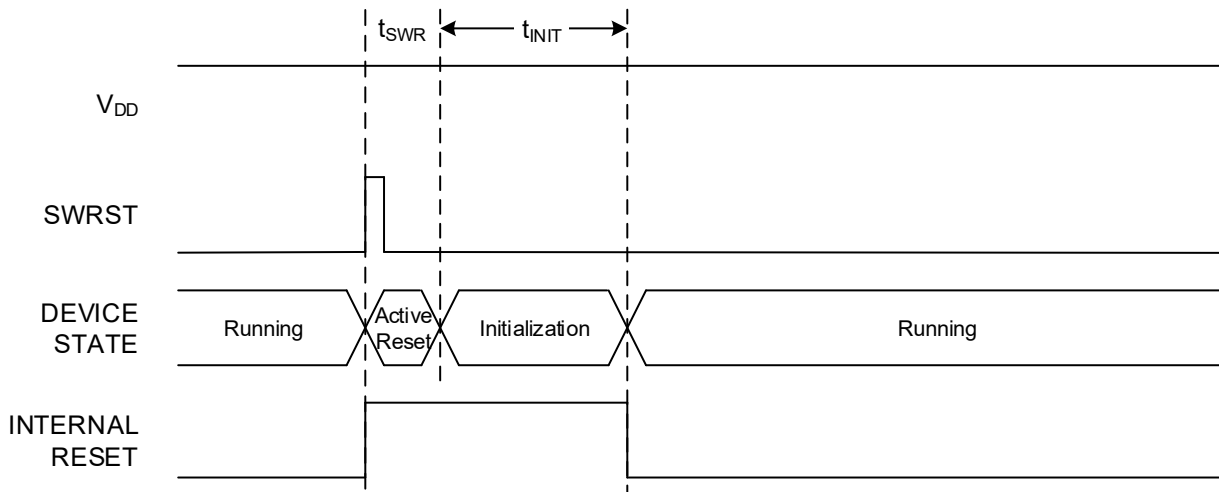 tSWR
tINIT
VDD
SWRST
DEVICE
STATE
Running
Active
Reset
Initialization
Running
INTERNAL
RESET